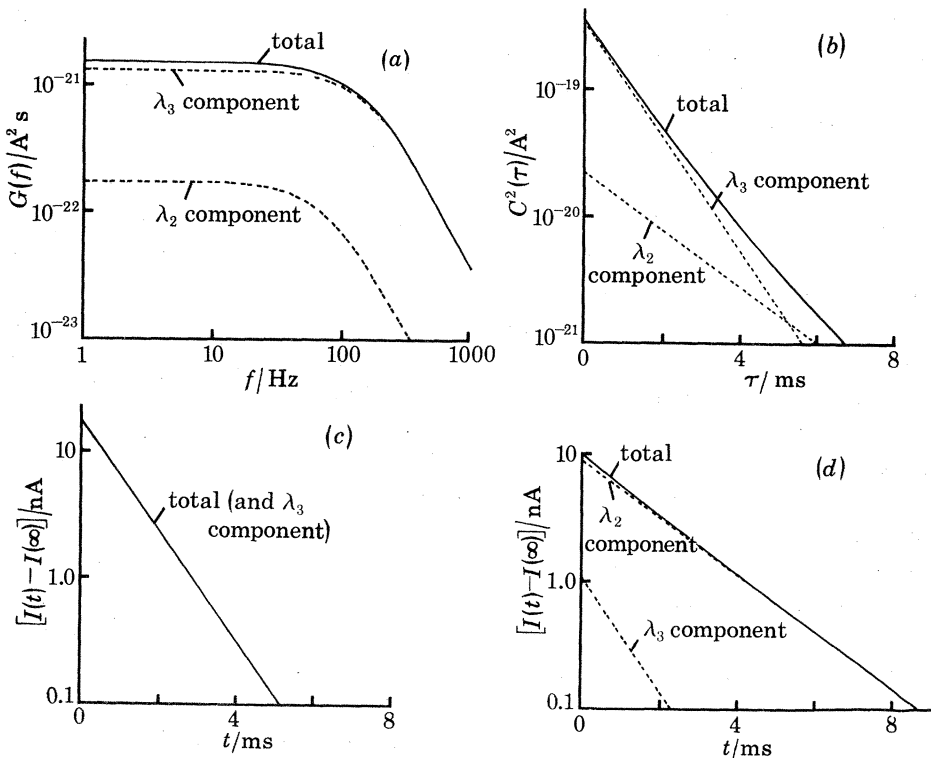 (a)
total
10⁻²¹
λ₃ component
G(f)/A² s
10⁻²²
λ₂ component
10⁻²³
1
10
100
1000
f/Hz
(b)
10⁻¹⁹
total
C²(τ)/A²
λ₃ component
10⁻²⁰
λ₂
component
10⁻²¹
0
4
8
τ/ms
(c)
10
total (and λ₃
component)
[I(t)−I(∞)]/nA
1.0
0.1
0
4
8
t/ms
(d)
10
total
λ₂
component
[I(t)−I(∞)]/nA
1.0
λ₃ component
0.1
0
4
8
t/ms